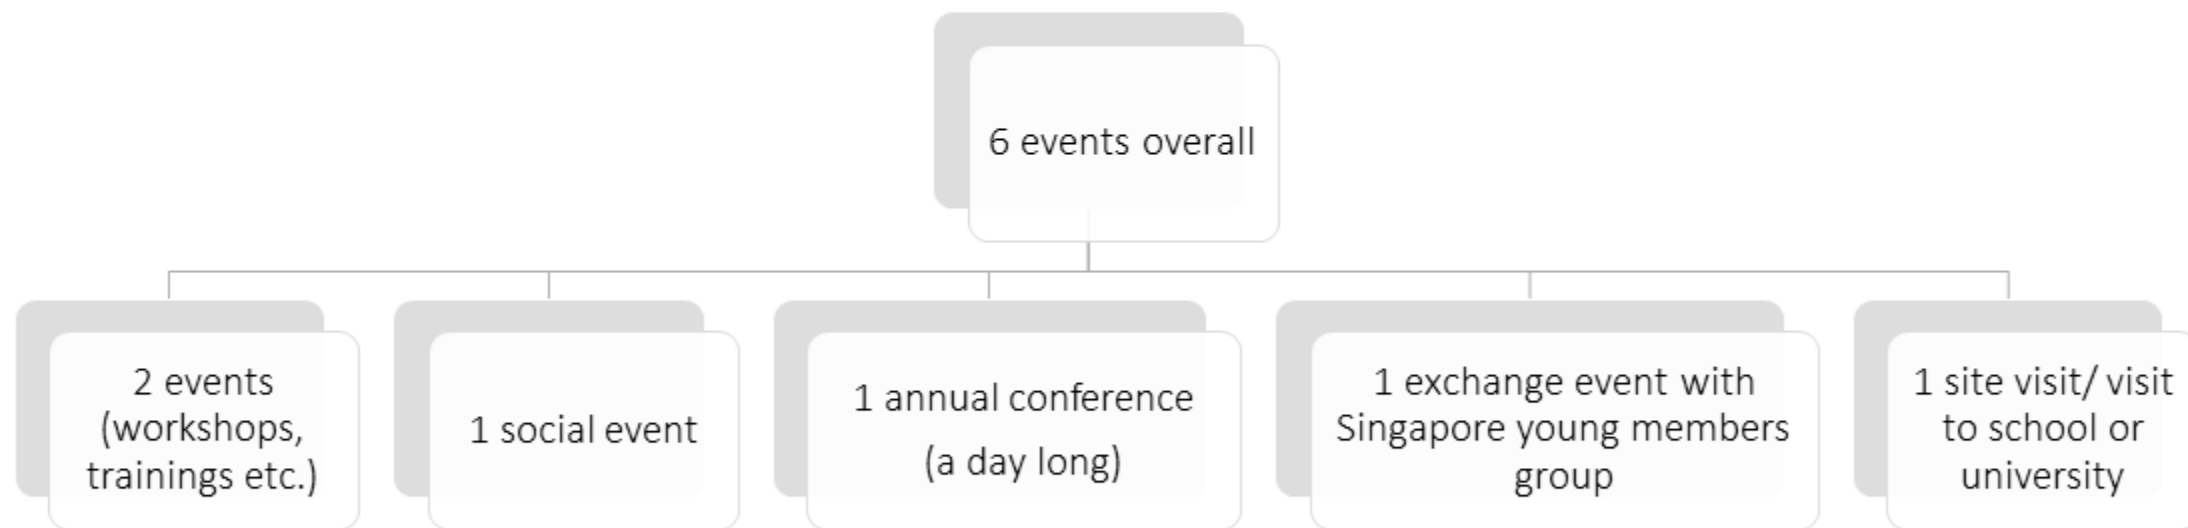 6 events overall
2 events
(workshops,
trainings etc.)
1 social event
1 annual conference
(a day long)
1 exchange event with
Singapore young members
group
1 site visit/ visit
to school or
university